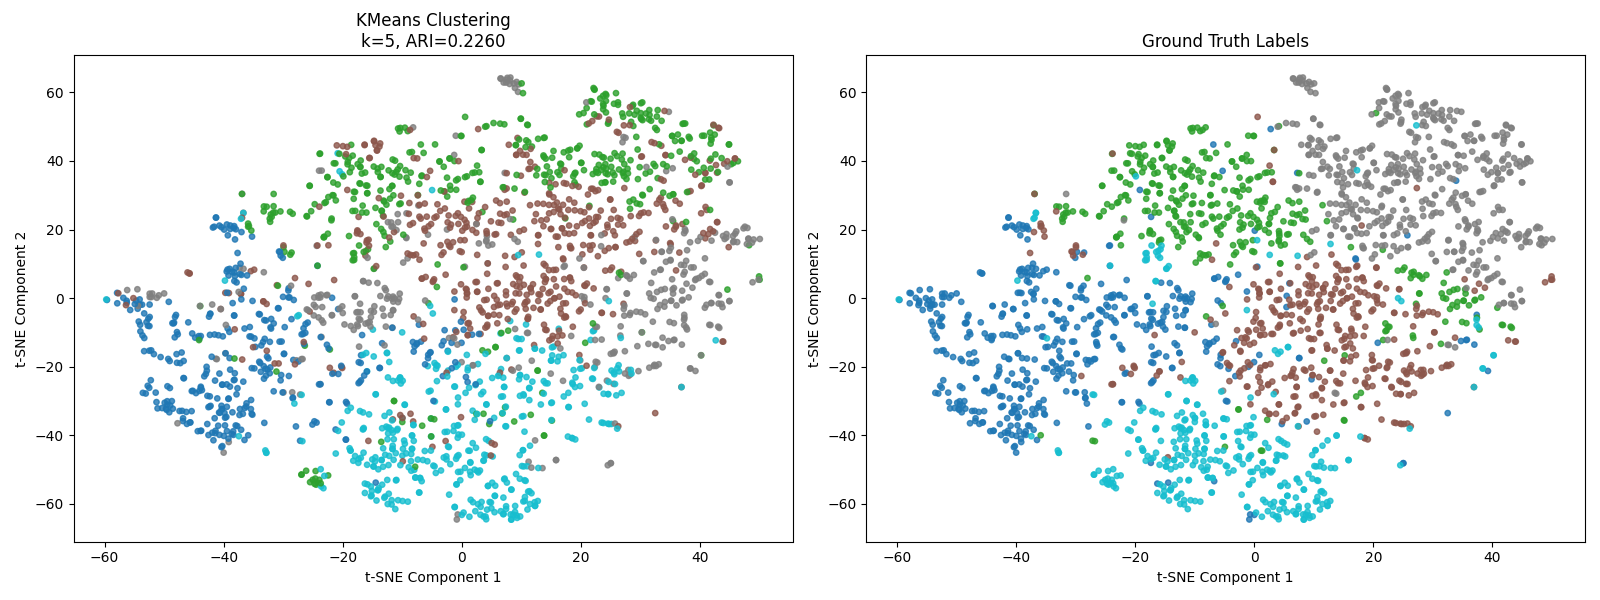 KMeans Clustering
k=5, ARI=0.2260
60
40
20
0
−20
−40
−60
t-SNE Component 2
−60 −40 −20 0 20 40
t-SNE Component 1
Ground Truth Labels
60
40
20
0
−20
−40
−60
t-SNE Component 2
−60 −40 −20 0 20 40
t-SNE Component 1